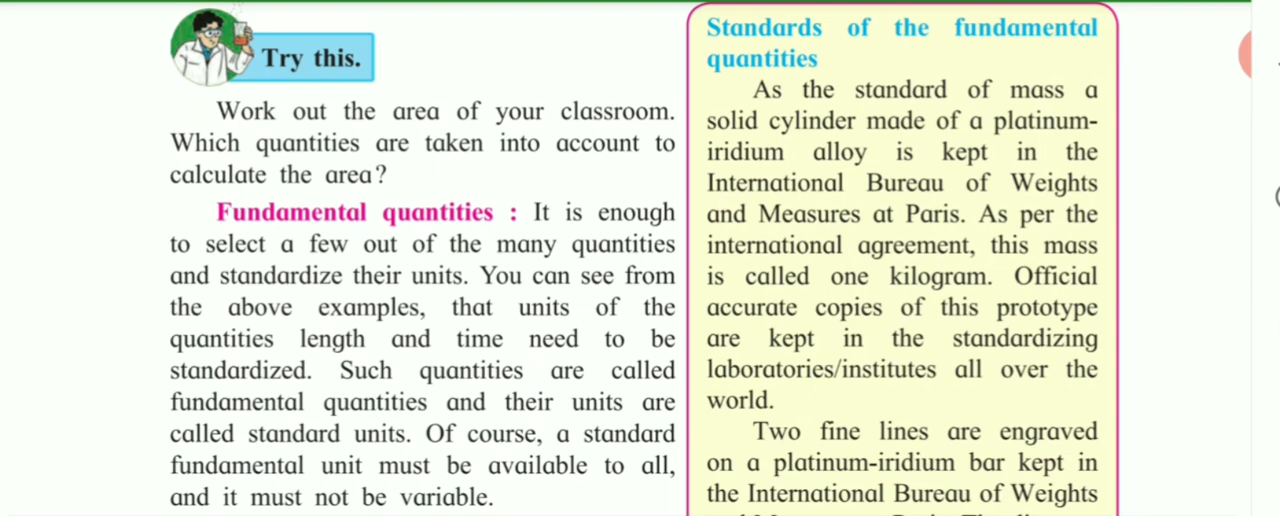 Try this.
Work out the area of your classroom.
Which quantities are taken into account to
calculate the area?
Fundamental quantities : It is enough
to select a few out of the many quantities
and standardize their units. You can see from
the above examples, that units of the
quantities length and time need to be
standardized. Such quantities are called
fundamental quantities and their units are
called standard units. Of course, a standard
fundamental unit must be available to all,
and it must not be variable.
Standards of the fundamental
quantities
As the standard of mass a
solid cylinder made of a platinum-
iridium alloy is kept in the
International Bureau of Weights
and Measures at Paris. As per the
international agreement, this mass
is called one kilogram. Official
accurate copies of this prototype
are kept in the standardizing
laboratories/institutes all over the
world.
Two fine lines are engraved
on a platinum-iridium bar kept in
the International Bureau of Weights